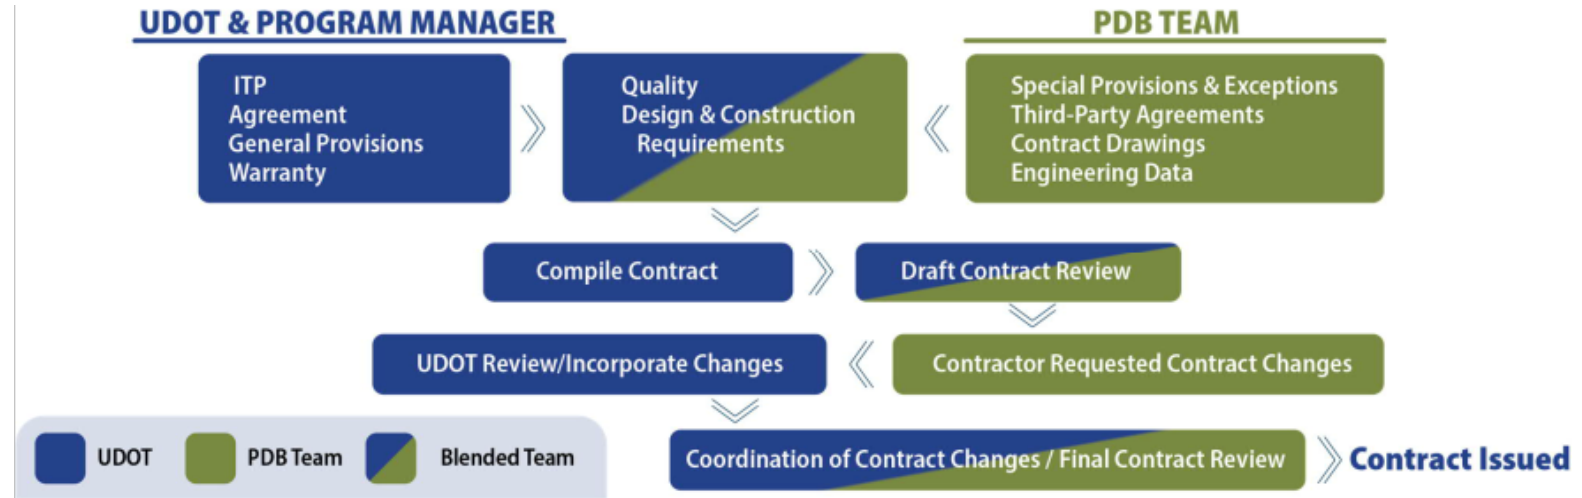 UDOT & PROGRAM MANAGER
PDB TEAM
ITP
Agreement
General Provisions
Warranty
Quality
Design & Construction
Requirements
Special Provisions & Exceptions
Third-Party Agreements
Contract Drawings
Engineering Data
Compile Contract
Draft Contract Review
UDOT Review/Incorporate Changes
Contractor Requested Contract Changes
UDOT
PDB Team
Blended Team
Coordination of Contract Changes / Final Contract Review
Contract Issued